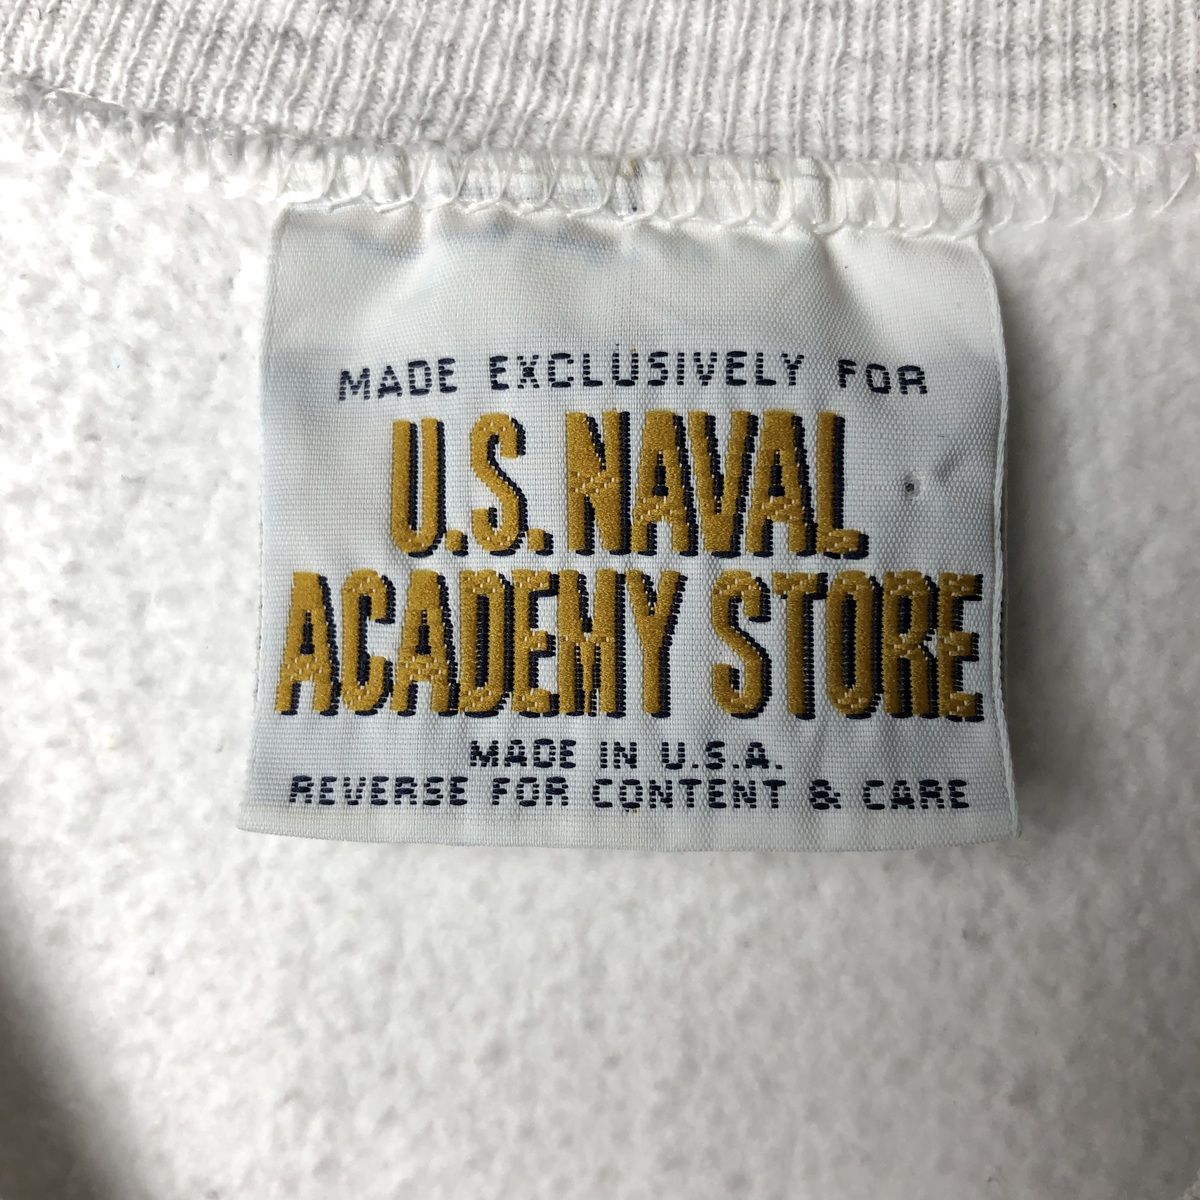 MADE EXCLUSIVELY FOR
U.S. NAVAL
ACADEMY STORE
MADE IN U.S.A.
REVERSE FOR CONTENT & CARE